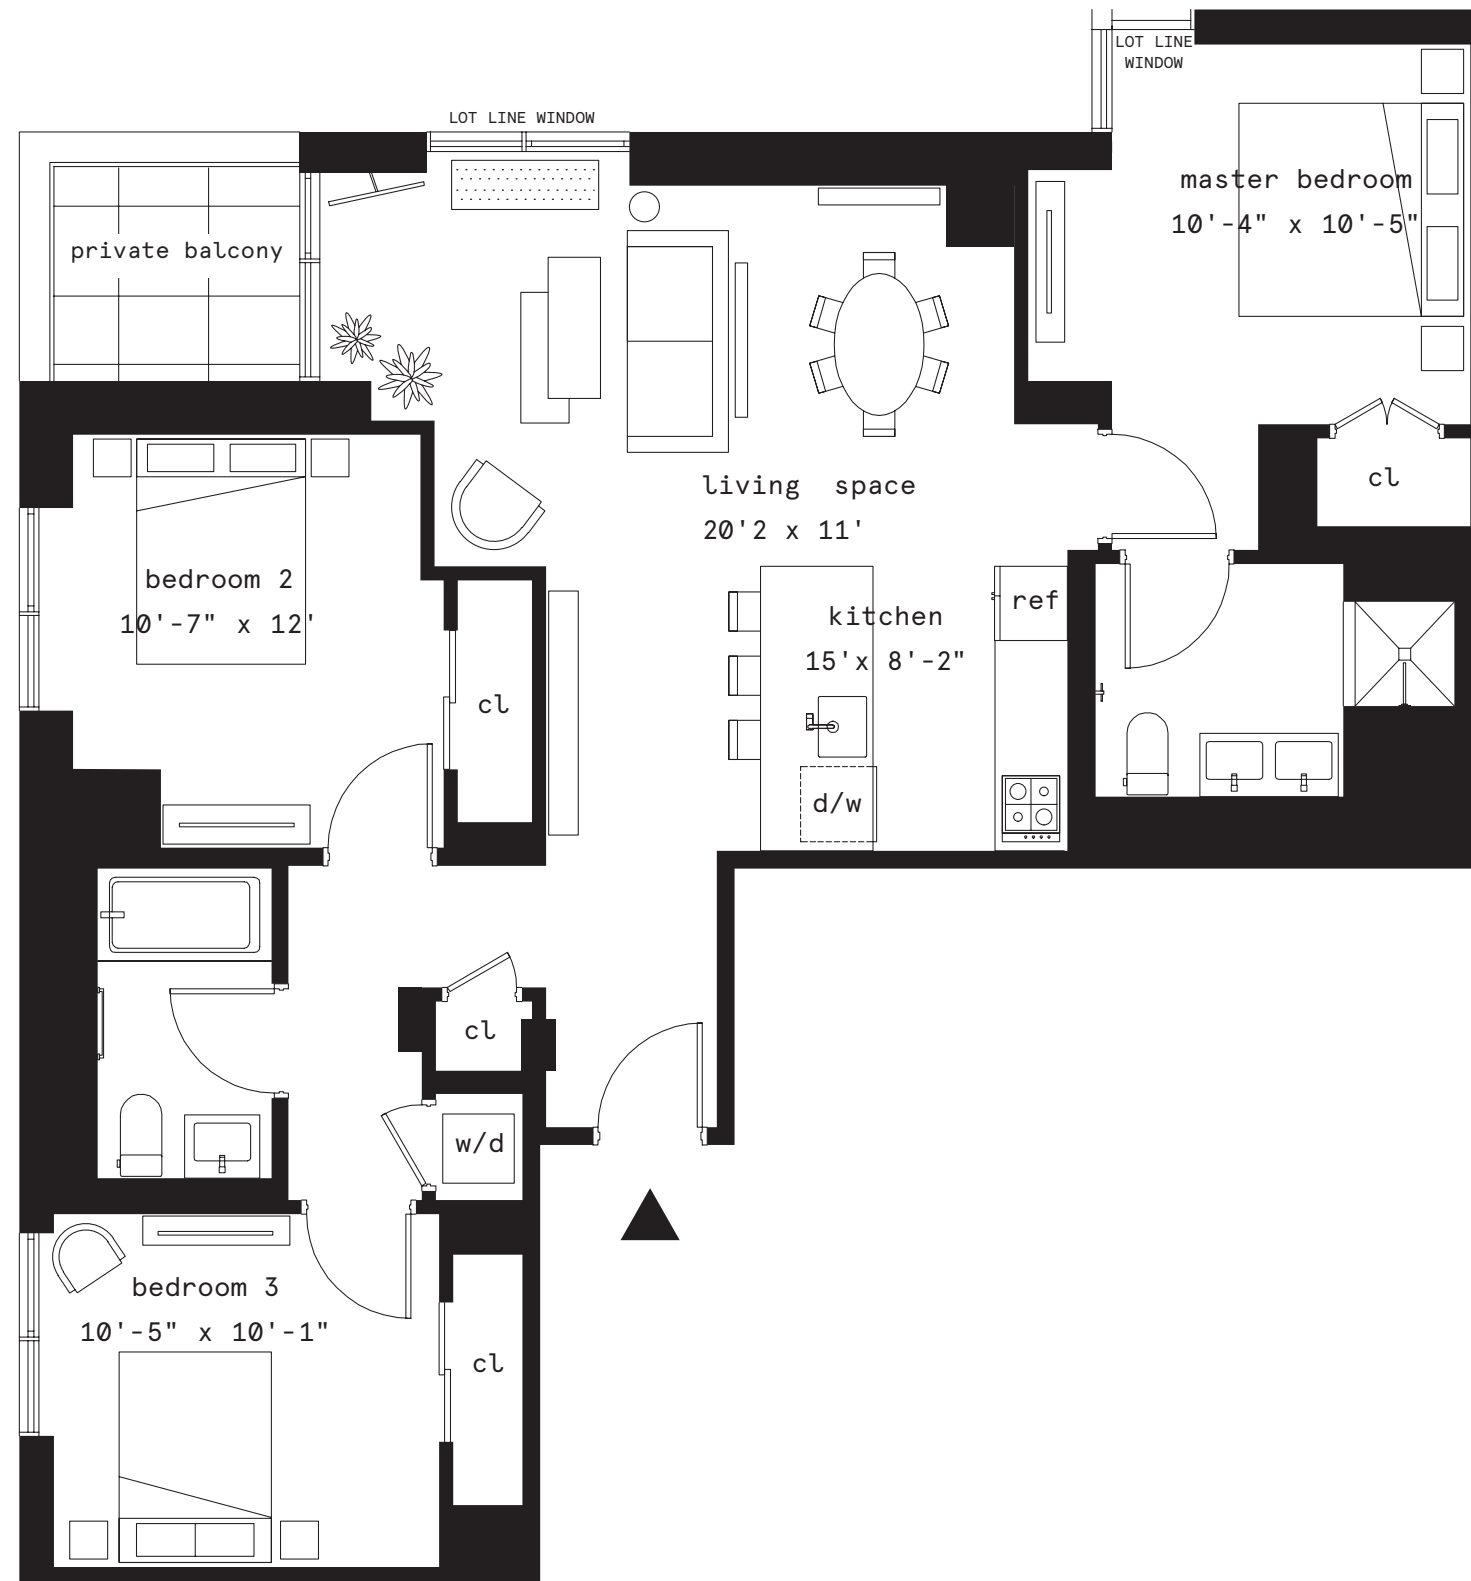 LOT LINE
WINDOW
LOT LINE WINDOW
master bedroom
10'-4" x 10'-5"
private balcony
living space
20'2 x 11'
cl
bedroom 2
10'-7" x 12'
kitchen
15'x 8'-2"
ref
cl
d/w
cl
w/d
bedroom 3
10'-5" x 10'-1"
cl